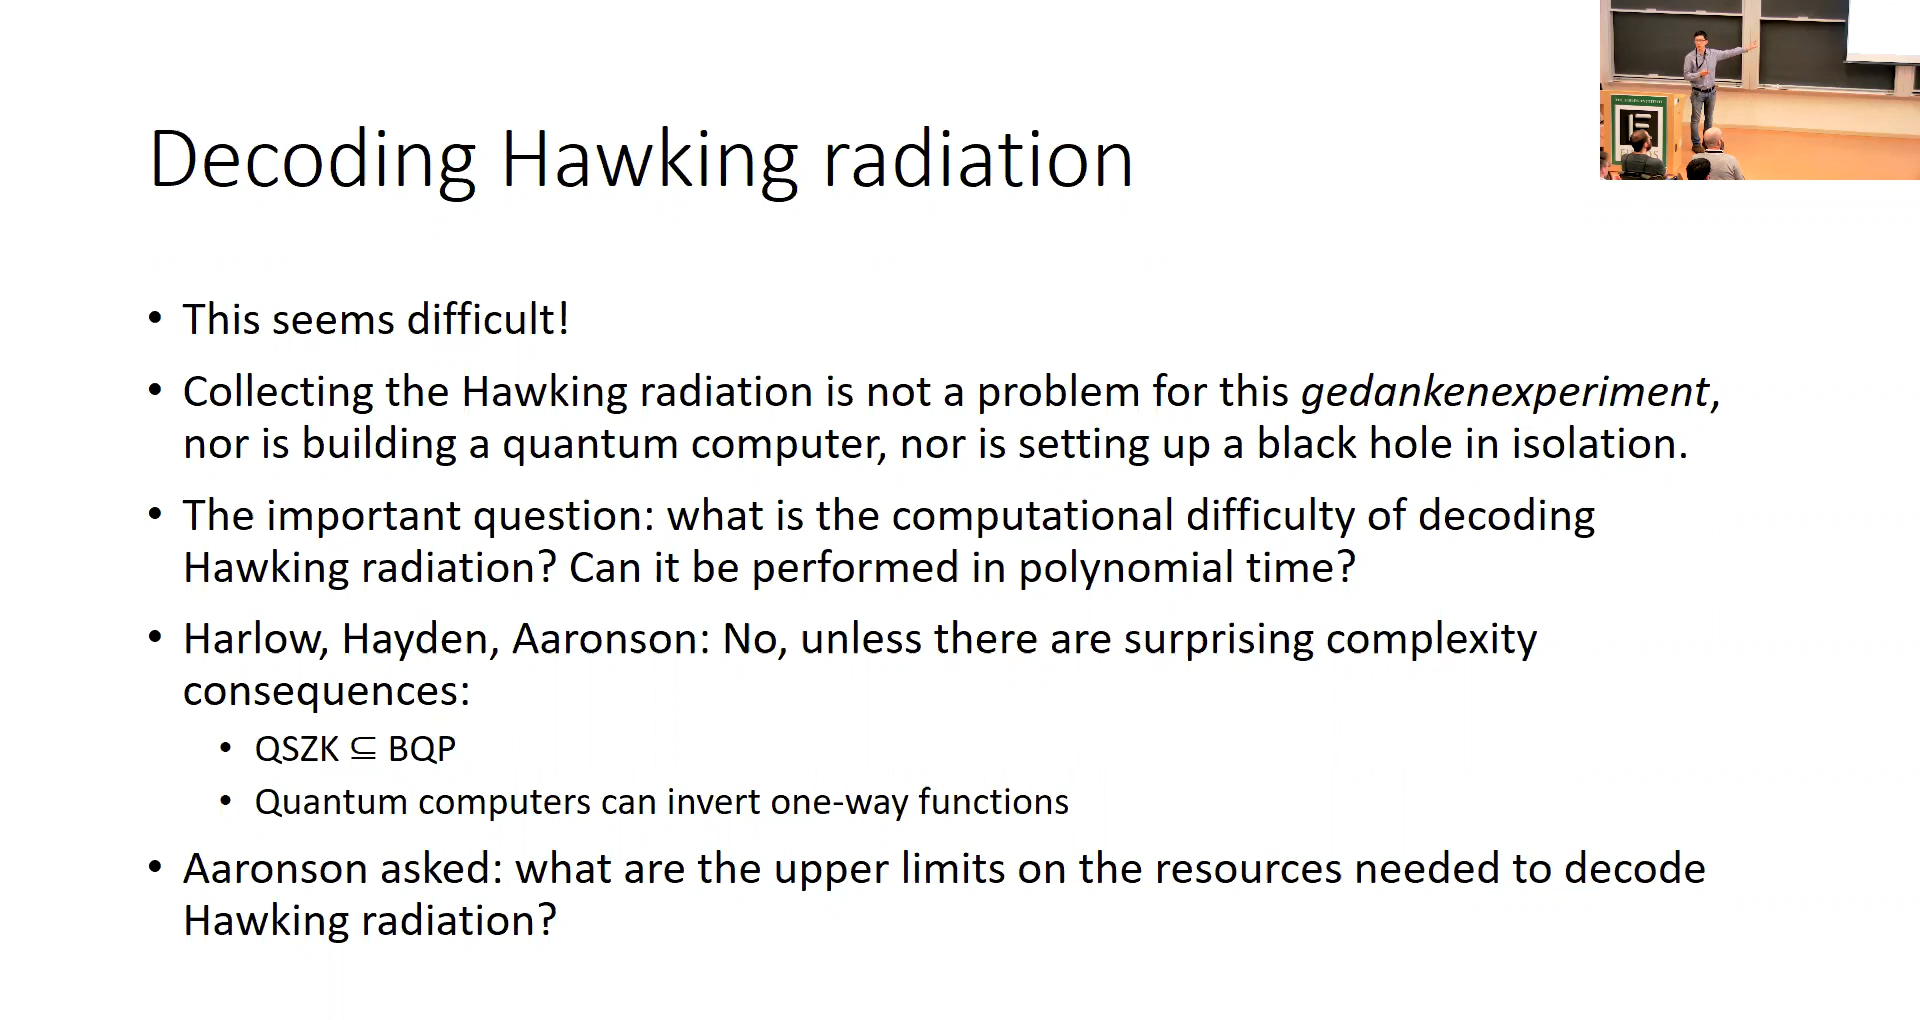 Decoding Hawking radiation
• This seems difficult!
• Collecting the Hawking radiation is not a problem for this gedankenexperiment,
nor is building a quantum computer, nor is setting up a black hole in isolation.
• The important question: what is the computational difficulty of decoding
Hawking radiation? Can it be performed in polynomial time?
• Harlow, Hayden, Aaronson: No, unless there are surprising complexity
consequences:
• QSZK ⊆ BQP
• Quantum computers can invert one-way functions
• Aaronson asked: what are the upper limits on the resources needed to decode
Hawking radiation?